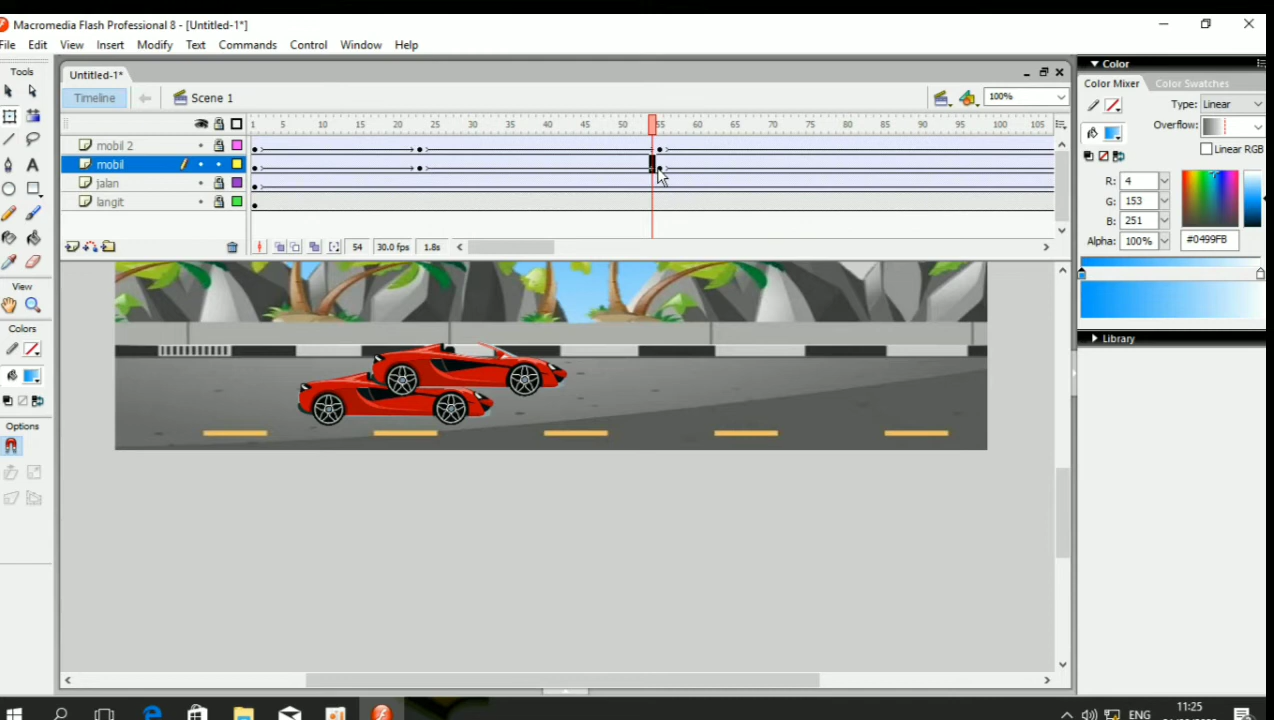 Macromedia Flash Professional 8 - [Untitled-1*]
File Edit View Insert Modify Text Commands Control Window Help
Tools
Untitled-1*
Color
Color Mixer Color Swatches
Timeline Scene 1 100%
Type: Linear
Overflow:
Linear RGB
1 5 10 15 20 25 30 35 40 45 50 55 60 65 70 75 80 85 90 95 100 105
mobil 2
mobil
jalan
langit
R: 4
G: 153
B: 251
Alpha: 100% #0499FB
54 30.0 fps 1.8s
View
Colors
Options
Library
11:25
ENG